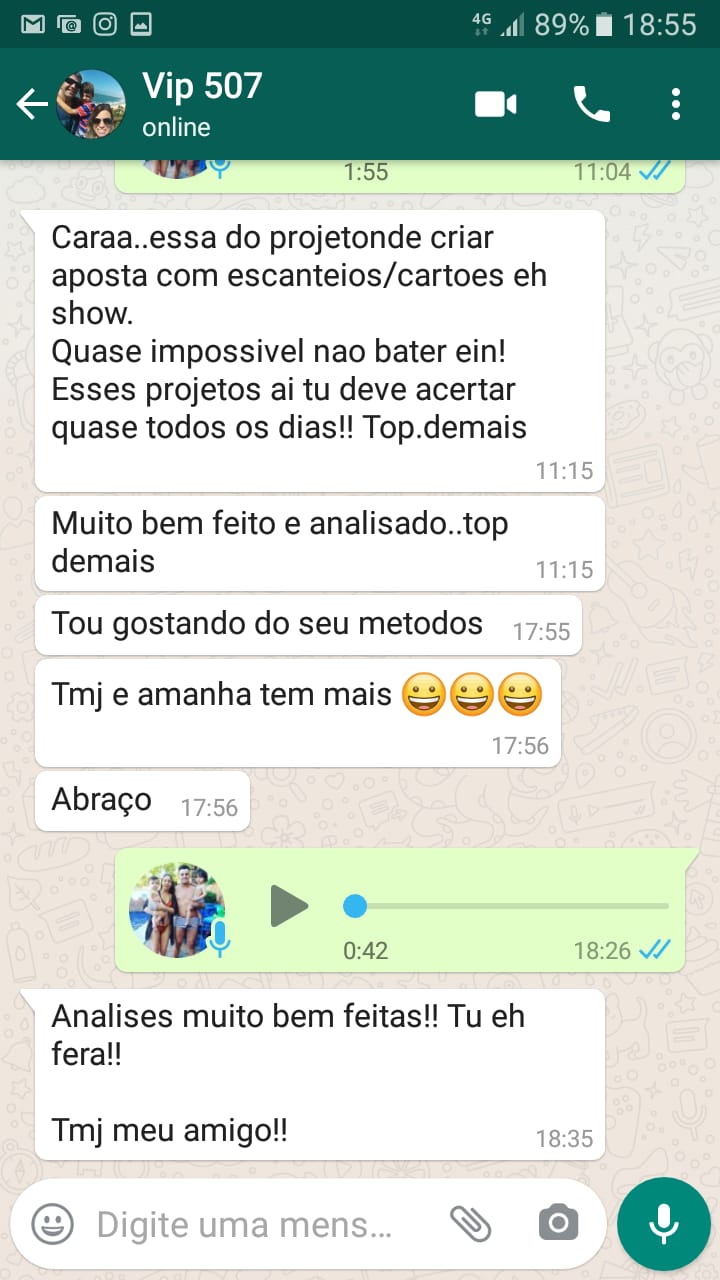 4G 89% 18:55
Vip 507
online
1:55 11:04
Caraa..essa do projetonde criar
aposta com escanteios/cartoes eh
show.
Quase impossivel nao bater ein!
Esses projetos ai tu deve acertar
quase todos os dias!! Top.demais
11:15
Muito bem feito e analisado..top
demais
11:15
Tou gostando do seu metodos 17:55
Tmj e amanha tem mais 😀😀😀
17:56
Abraço 17:56
0:42 18:26
Analises muito bem feitas!! Tu eh
fera!!
Tmj meu amigo!!
18:35
Digite uma mens...